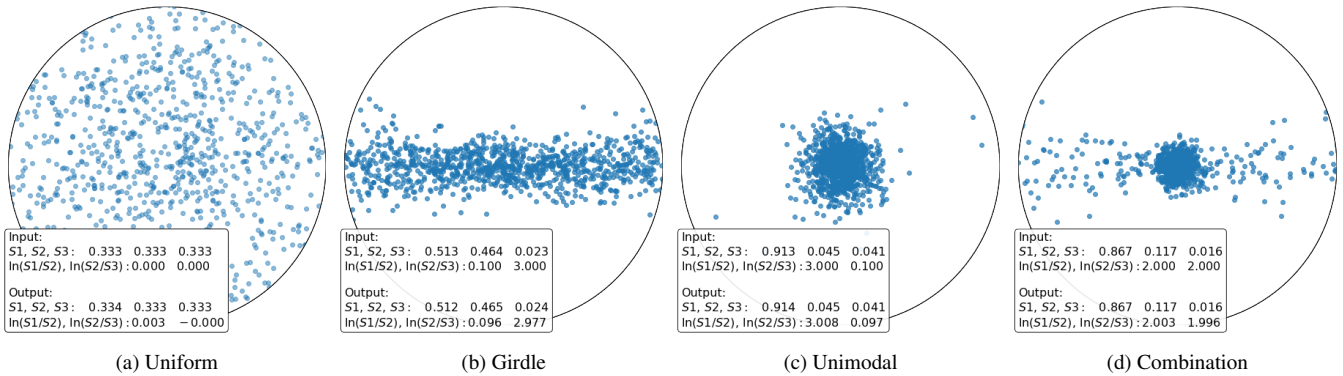 Input:
S1, S2, S3: 0.333 0.333 0.333
ln(S1/S2), ln(S2/S3): 0.000 0.000
Output:
S1, S2, S3: 0.334 0.333 0.333
ln(S1/S2), ln(S2/S3): 0.003 −0.000
(a) Uniform
Input:
S1, S2, S3: 0.513 0.464 0.023
ln(S1/S2), ln(S2/S3): 0.100 3.000
Output:
S1, S2, S3: 0.512 0.465 0.024
ln(S1/S2), ln(S2/S3): 0.096 2.977
(b) Girdle
Input:
S1, S2, S3: 0.913 0.045 0.041
ln(S1/S2), ln(S2/S3): 3.000 0.100
Output:
S1, S2, S3: 0.914 0.045 0.041
ln(S1/S2), ln(S2/S3): 3.008 0.097
(c) Unimodal
Input:
S1, S2, S3: 0.867 0.117 0.016
ln(S1/S2), ln(S2/S3): 2.000 2.000
Output:
S1, S2, S3: 0.867 0.117 0.016
ln(S1/S2), ln(S2/S3): 2.003 1.996
(d) Combination